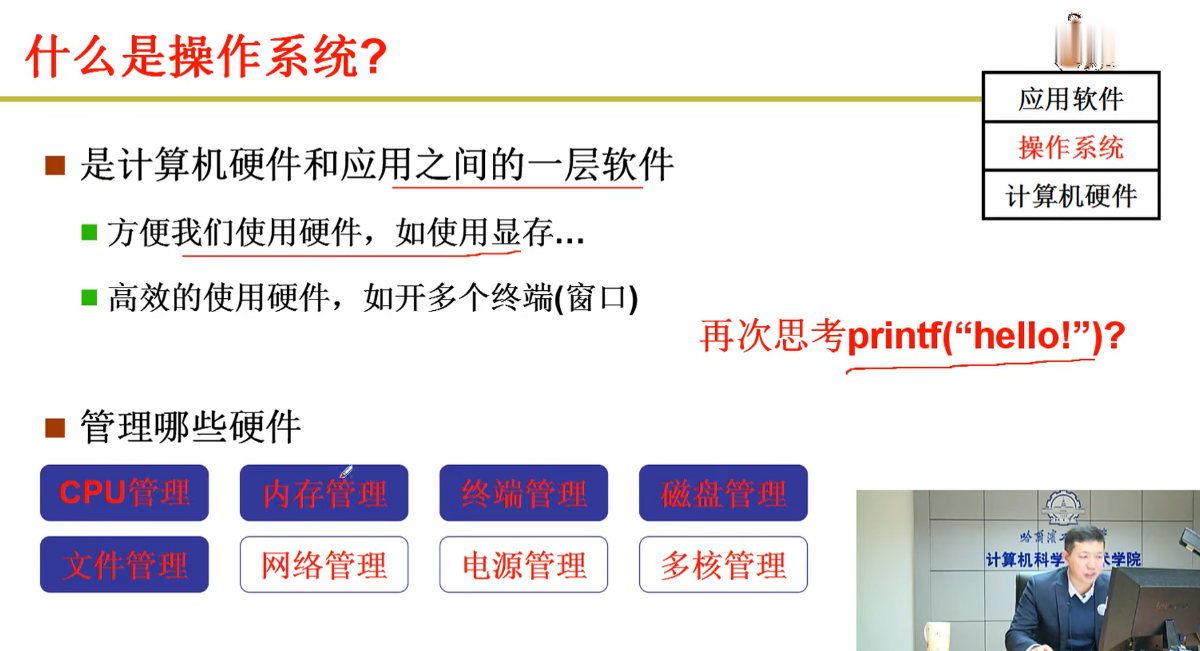 什么是操作系统?
应用软件
操作系统
计算机硬件
是计算机硬件和应用之间的一层软件
方便我们使用硬件，如使用显存...
高效的使用硬件，如开多个终端(窗口)
再次思考printf(“hello!”)?
管理哪些硬件
CPU管理 内存管理 终端管理 磁盘管理
文件管理 网络管理 电源管理 多核管理
计算机科学 术学院